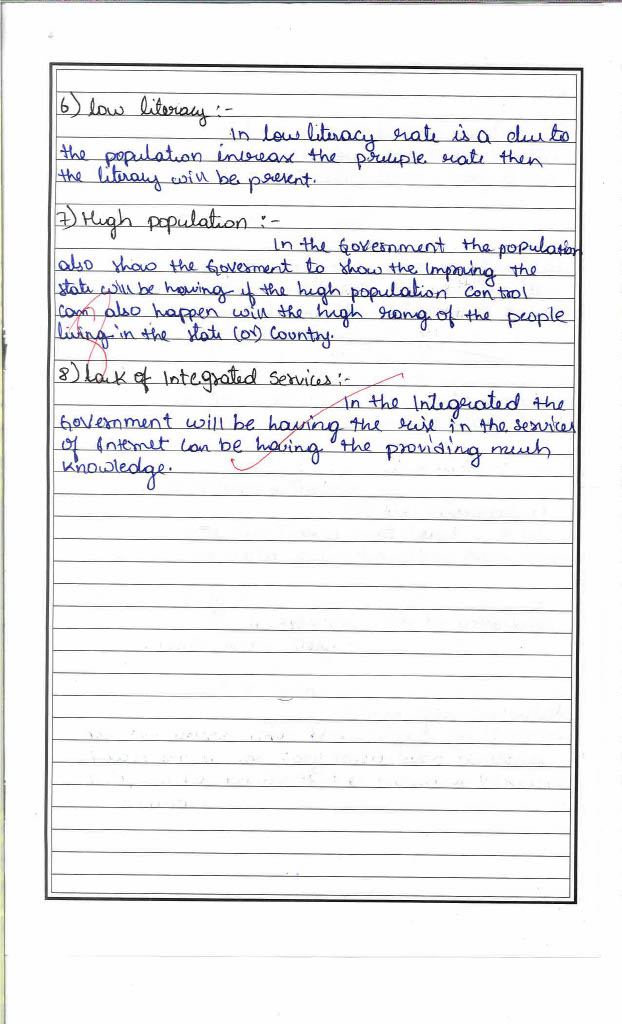 6) low literacy :-
In low literacy rate is a due to
the population increase the rate then
the literacy will be present.
7) High population :-
In the Government the population
also show the Goverment to show the Improving the
state will be having if the high population control
can also happen will the high rang of the people
living in the state (or) Country.
8) Lack of Integrated Services :-
In the Integrated the
Government will be having the rise in the services
of Internet can be having the providing much
Knowledge.